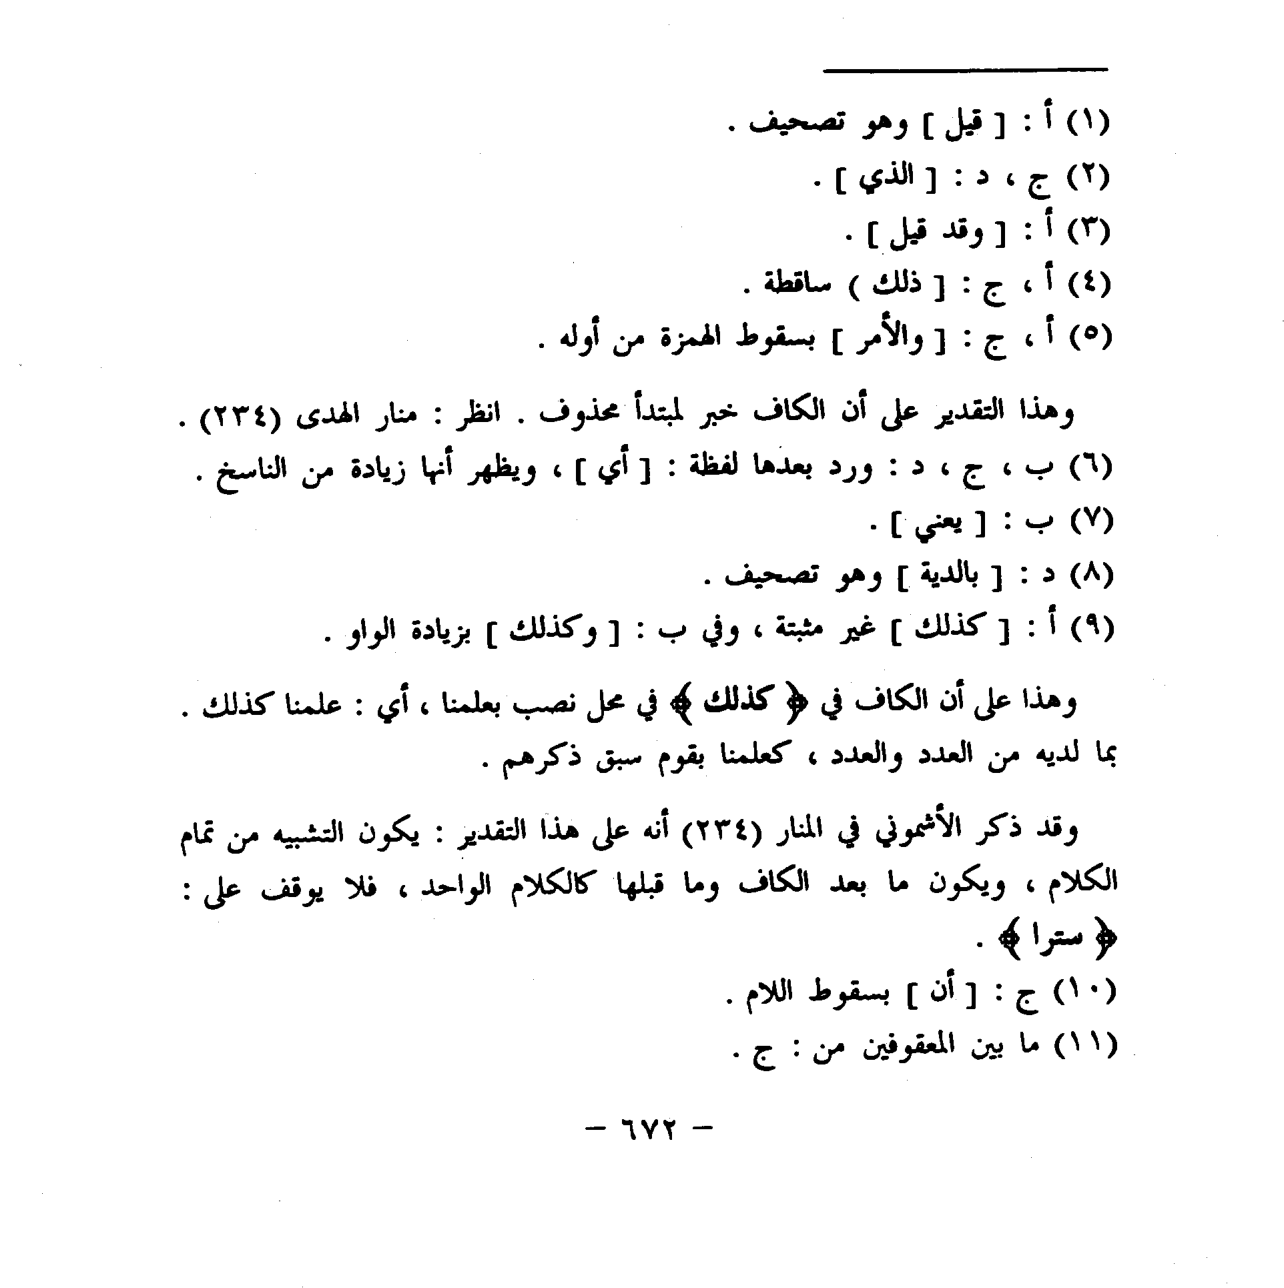 (١) أ : [ قيل ] وهو تصحيف .
(٢) ج ، د : [ الذي ] .
(٣) أ : [ وقد قيل ] .
(٤) أ ، ج : [ ذلك ) ساقطة .
(٥) أ ، ج : [ والأمر ] بسقوط الهمزة من أوله .
وهذا التقدير على أن الكاف خبر لمبتدأ محذوف . انظر : منار الهدى (٢٣٤) .
(٦) ب ، ج ، د : ورد بعدها لفظة : [ أي ] ، ويظهر أنها زيادة من الناسخ .
(٧) ب : [ يعني ] .
(٨) د : [ بالدية ] وهو تصحيف .
(٩) أ : [ كذلك ] غير مثبتة ، وفي ب : [ وكذلك ] بزيادة الواو .
وهذا على أن الكاف في ﴿ كذلك ﴾ في محل نصب بعلمنا ، أي : علمنا كذلك .
بما لديه من العدد والعدد ، كعلمنا بقوم سبق ذكرهم .
وقد ذكر الأشموني في المنار (٢٣٤) أنه على هذا التقدير : يكون التشبيه من تمام
الكلام ، ويكون ما بعد الكاف وما قبلها كالكلام الواحد ، فلا يوقف على :
﴿ سترا ﴾ .
(١٠) ج : [ أن ] بسقوط اللام .
(١١) ما بين المعقوفين من : ج .
– ٦٧٢ –